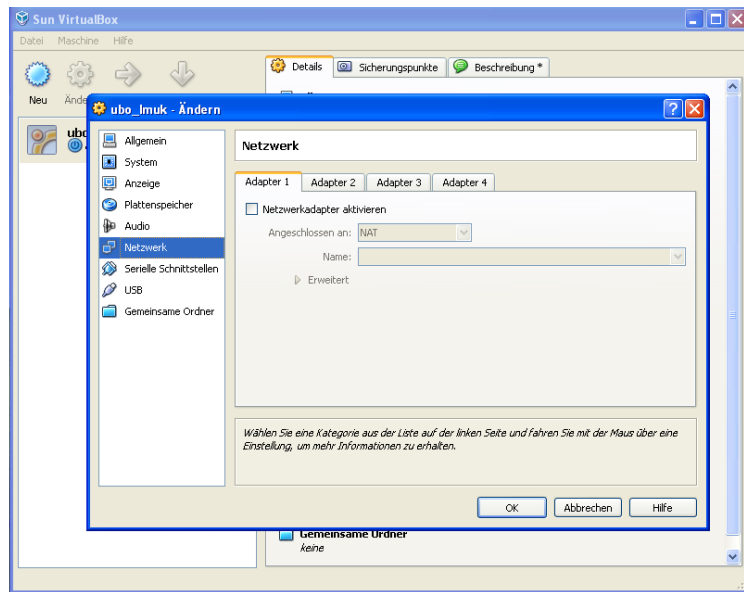 Sun VirtualBox
Datei Maschine Hilfe
Neu
Details Sicherungspunkte Beschreibung *
ubo_lmuk - Ändern
Allgemein
System
Anzeige
Plattenspeicher
Audio
Netzwerk
Serielle Schnittstellen
USB
Gemeinsame Ordner
Netzwerk
Adapter 1 Adapter 2 Adapter 3 Adapter 4
Netzwerkadapter aktivieren
Angeschlossen an: NAT
Name:
Erweitert
Wählen Sie eine Kategorie aus der Liste auf der linken Seite und fahren Sie mit der Maus über eine
Einstellung, um mehr Informationen zu erhalten.
OK Abbrechen Hilfe
Gemeinsame Ordner
keine